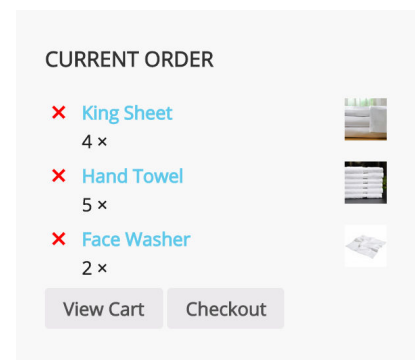 CURRENT ORDER
× King Sheet
4 ×
× Hand Towel
5 ×
× Face Washer
2 ×
View Cart Checkout